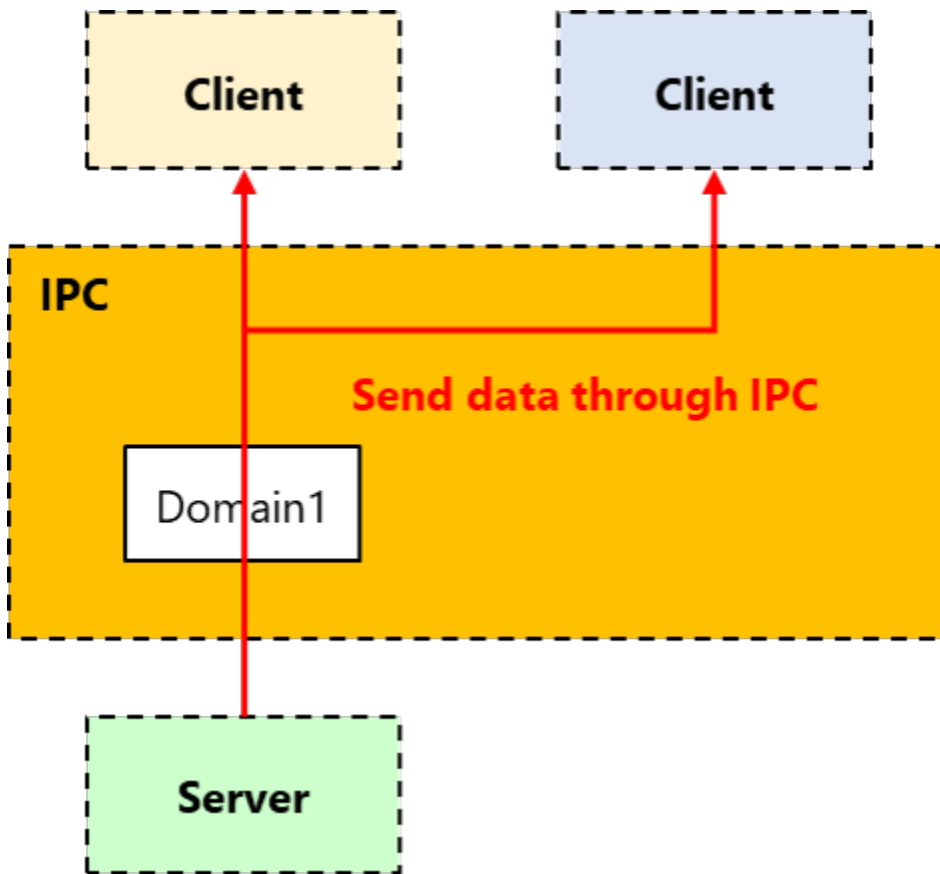 Client
Client
IPC
Send data through IPC
Domain1
Server